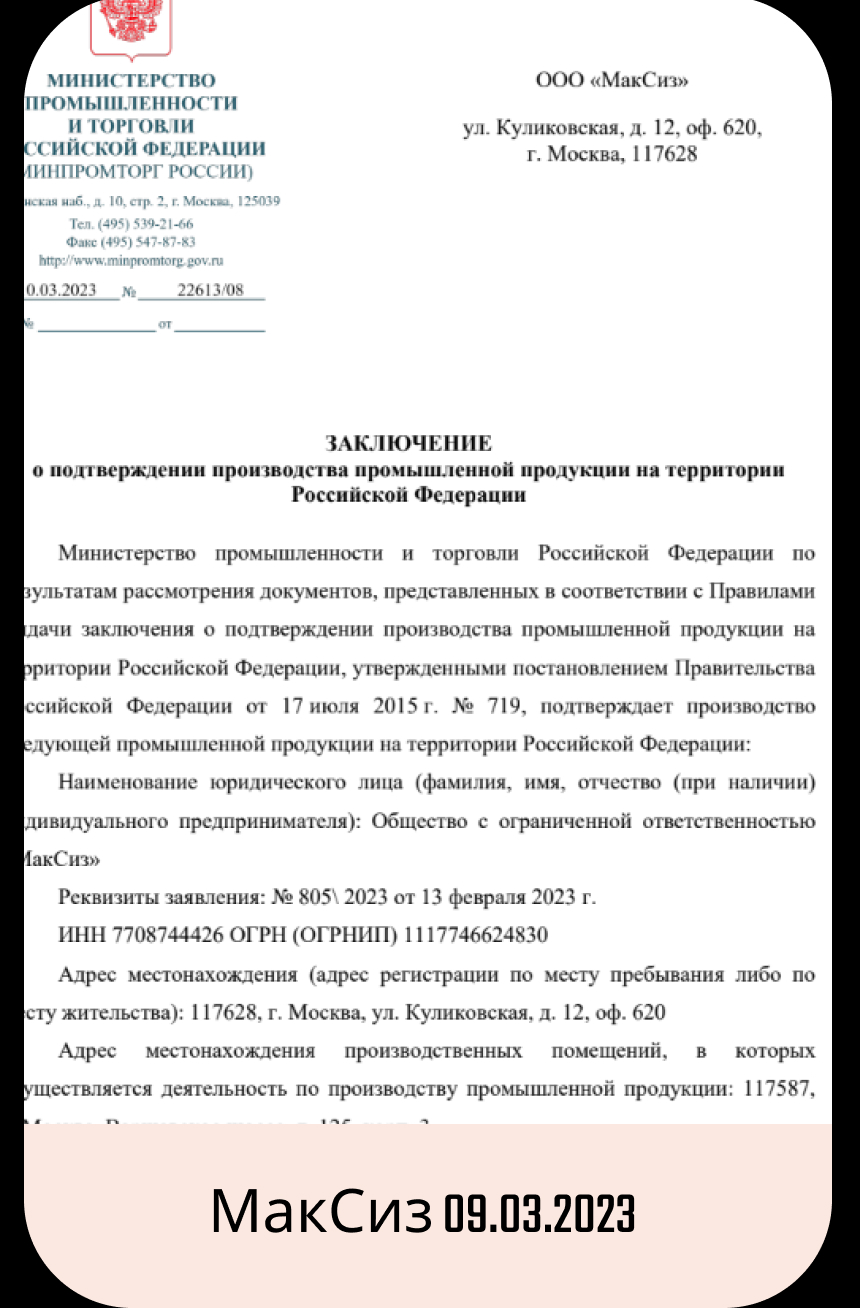 МИНИСТЕРСТВО
ПРОМЫШЛЕННОСТИ
И ТОРГОВЛИ
ССИЙСКОЙ ФЕДЕРАЦИИ
МИНПРОМТОРГ РОССИИ)
нская наб., д. 10, стр. 2, г. Москва, 125039
Тел. (495) 539-21-66
Факс (495) 547-87-83
http://www.minpromtorg.gov.ru
0.03.2023 № 22613/08
№ от
ООО «МакСиз»
ул. Куликовская, д. 12, оф. 620,
г. Москва, 117628
ЗАКЛЮЧЕНИЕ
о подтверждении производства промышленной продукции на территории
Российской Федерации
Министерство промышленности и торговли Российской Федерации по
зультатам рассмотрения документов, представленных в соответствии с Правилами
дачи заключения о подтверждении производства промышленной продукции на
рритории Российской Федерации, утвержденными постановлением Правительства
ссийской Федерации от 17 июля 2015 г. № 719, подтверждает производство
едующей промышленной продукции на территории Российской Федерации:
Наименование юридического лица (фамилия, имя, отчество (при наличии)
дивидуального предпринимателя): Общество с ограниченной ответственностью
МакСиз»
Реквизиты заявления: № 805\ 2023 от 13 февраля 2023 г.
ИНН 7708744426 ОГРН (ОГРНИП) 1117746624830
Адрес местонахождения (адрес регистрации по месту пребывания либо по
сту жительства): 117628, г. Москва, ул. Куликовская, д. 12, оф. 620
Адрес местонахождения производственных помещений, в которых
уществляется деятельность по производству промышленной продукции: 117587,
МакСиз 09.03.2023